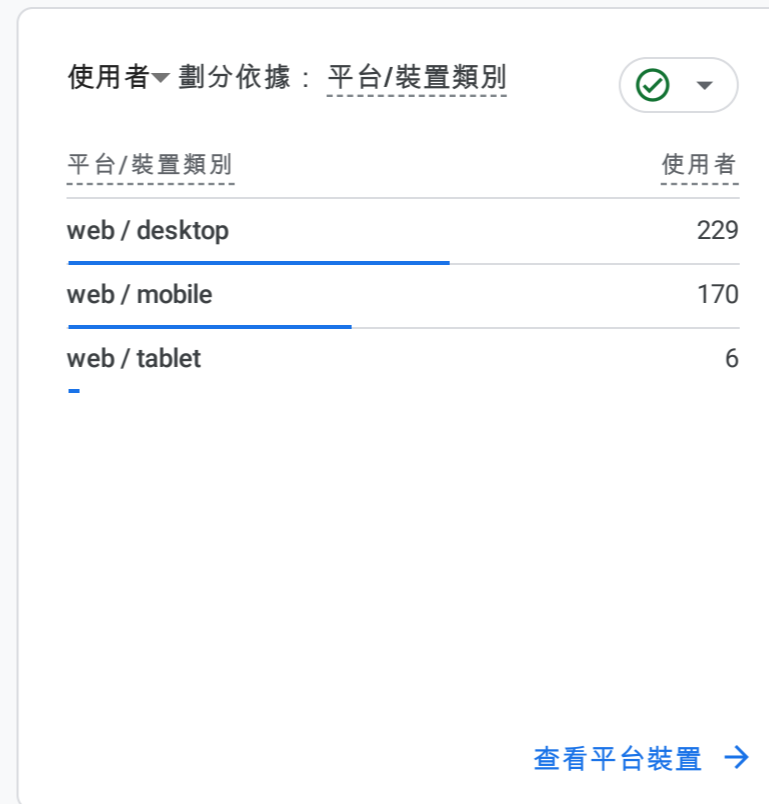 使用者 劃分依據： 平台/裝置類別
平台/裝置類別 使用者
web / desktop 229
web / mobile 170
web / tablet 6
查看平台裝置